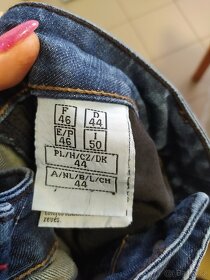 F D
46 44
E/P I
46 50
PL/H/CZ/DK
44
A/NL/B/L/CH
44